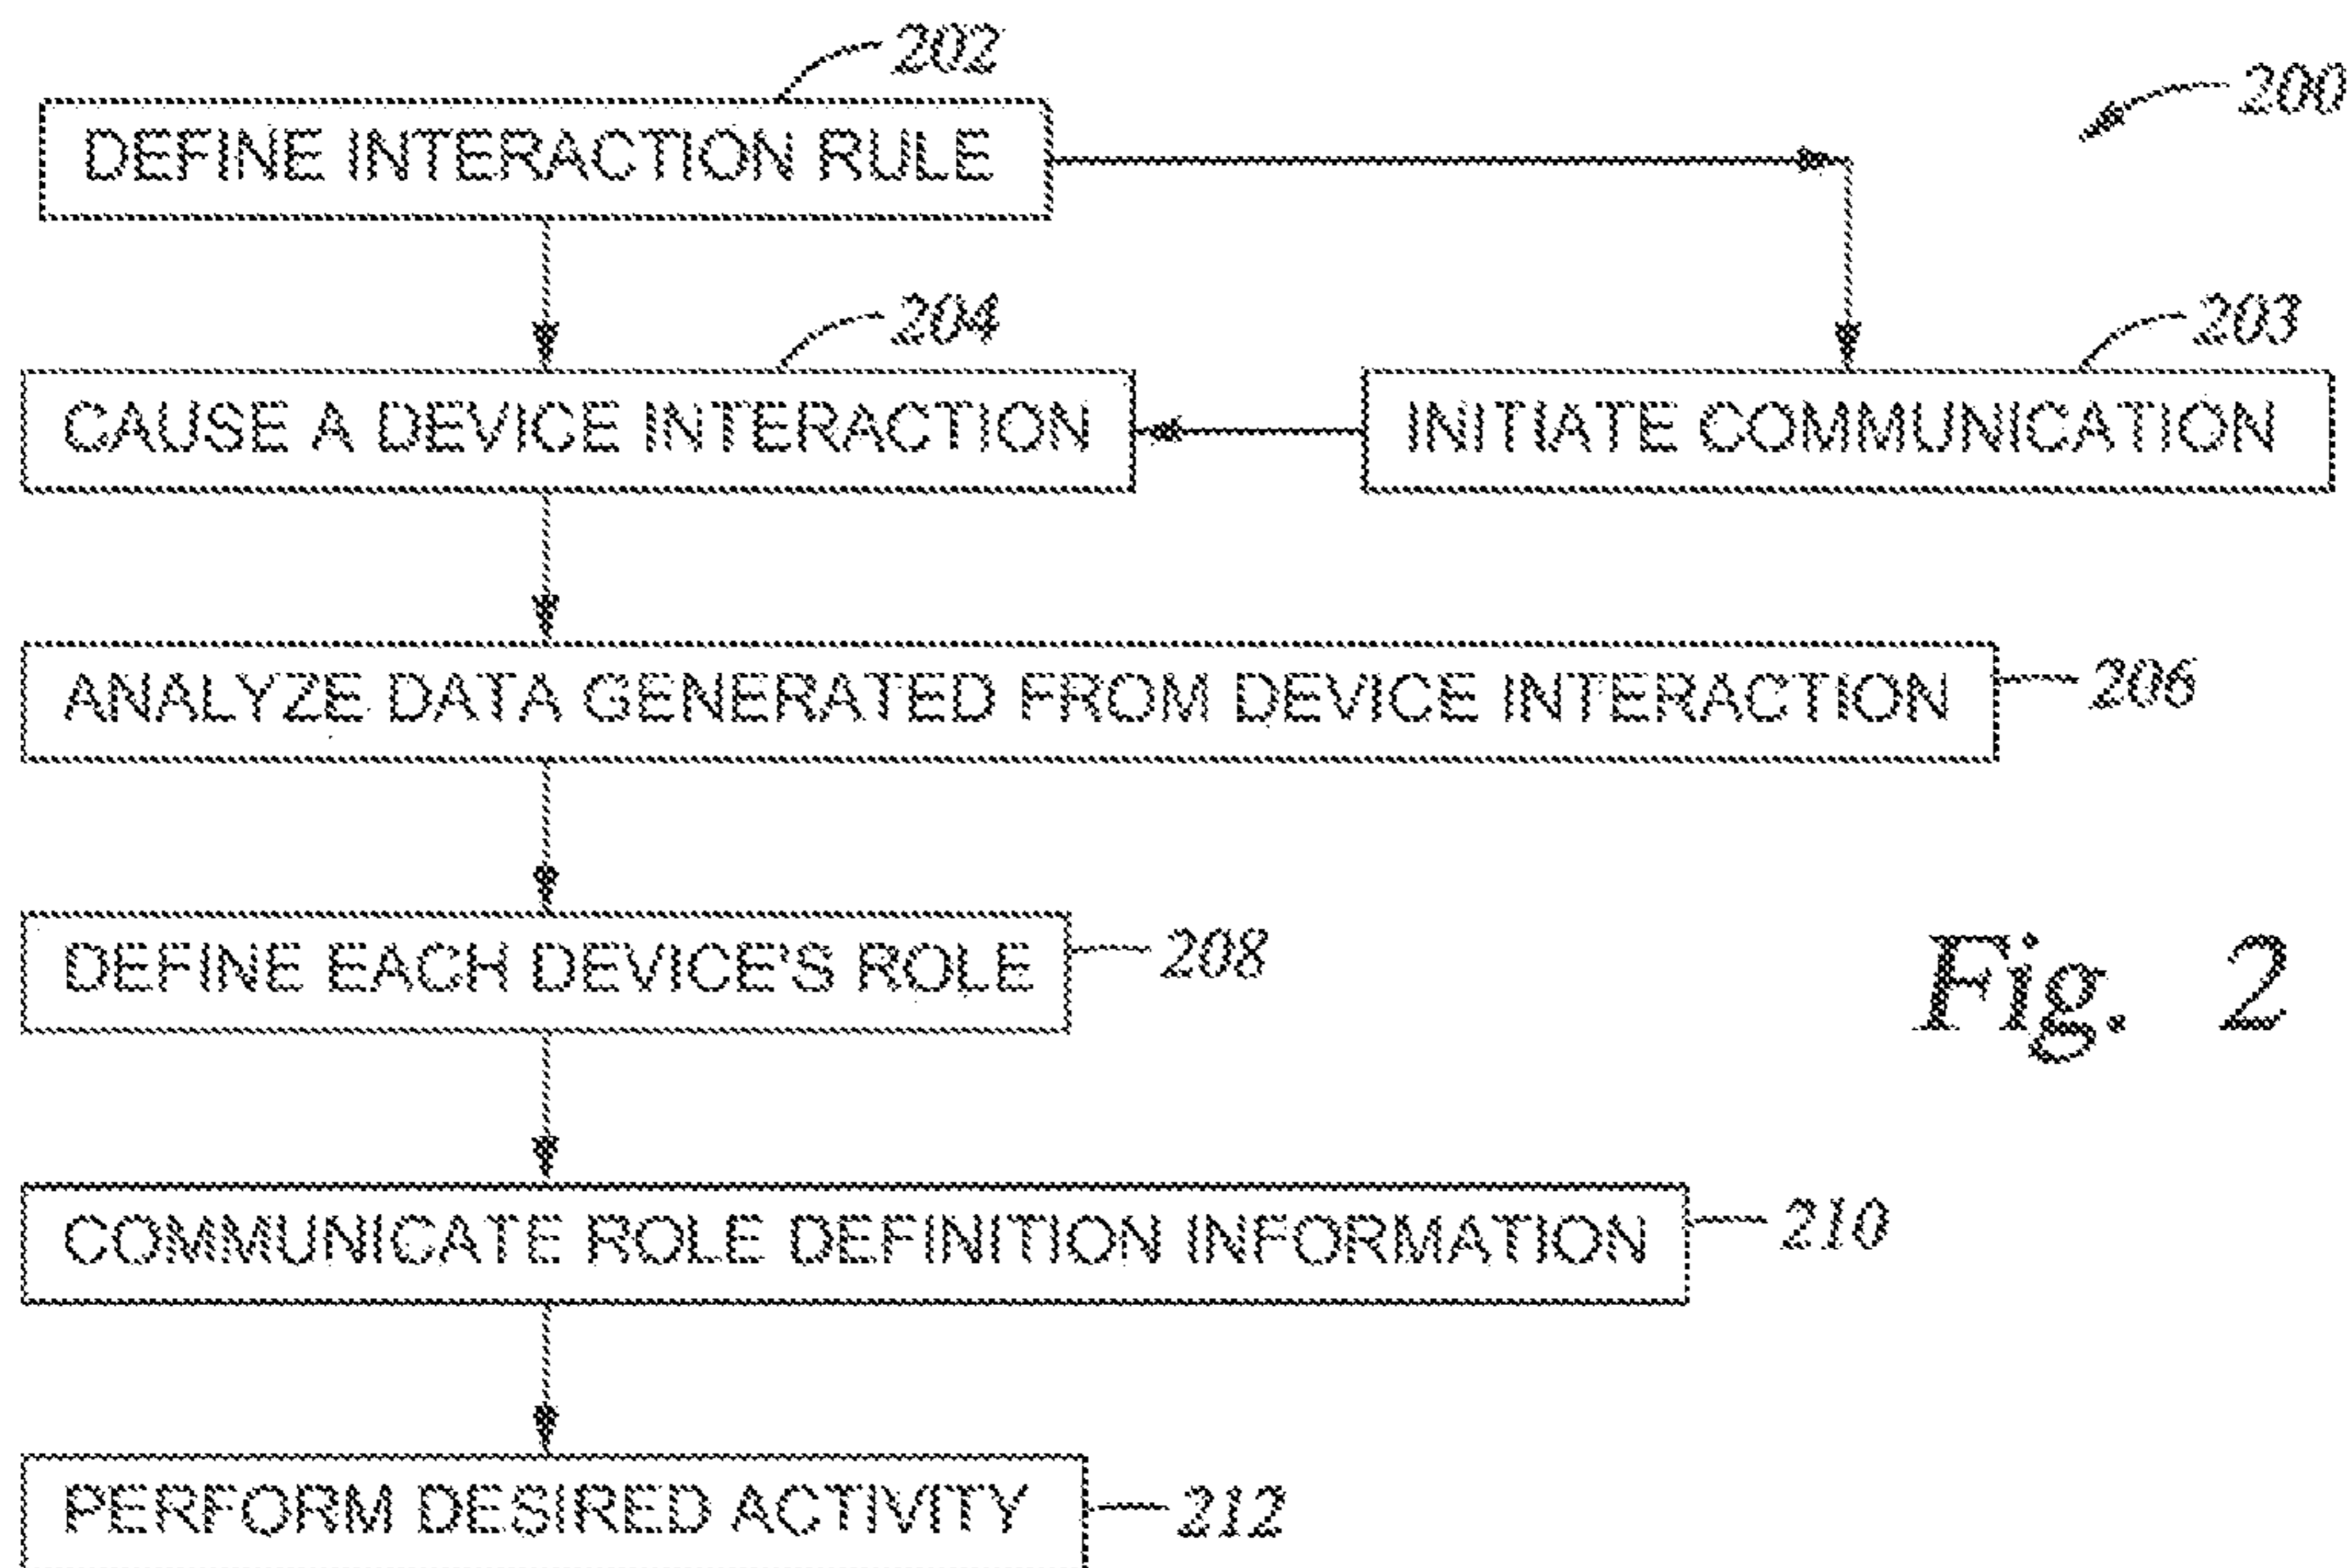 202
200
DEFINE INTERACTION RULE
204
203
CAUSE A DEVICE INTERACTION
INITIATE COMMUNICATION
ANALYZE DATA GENERATED FROM DEVICE INTERACTION
206
DEFINE EACH DEVICE'S ROLE
208
Fig. 2
COMMUNICATE ROLE DEFINITION INFORMATION
210
PERFORM DESIRED ACTIVITY
212